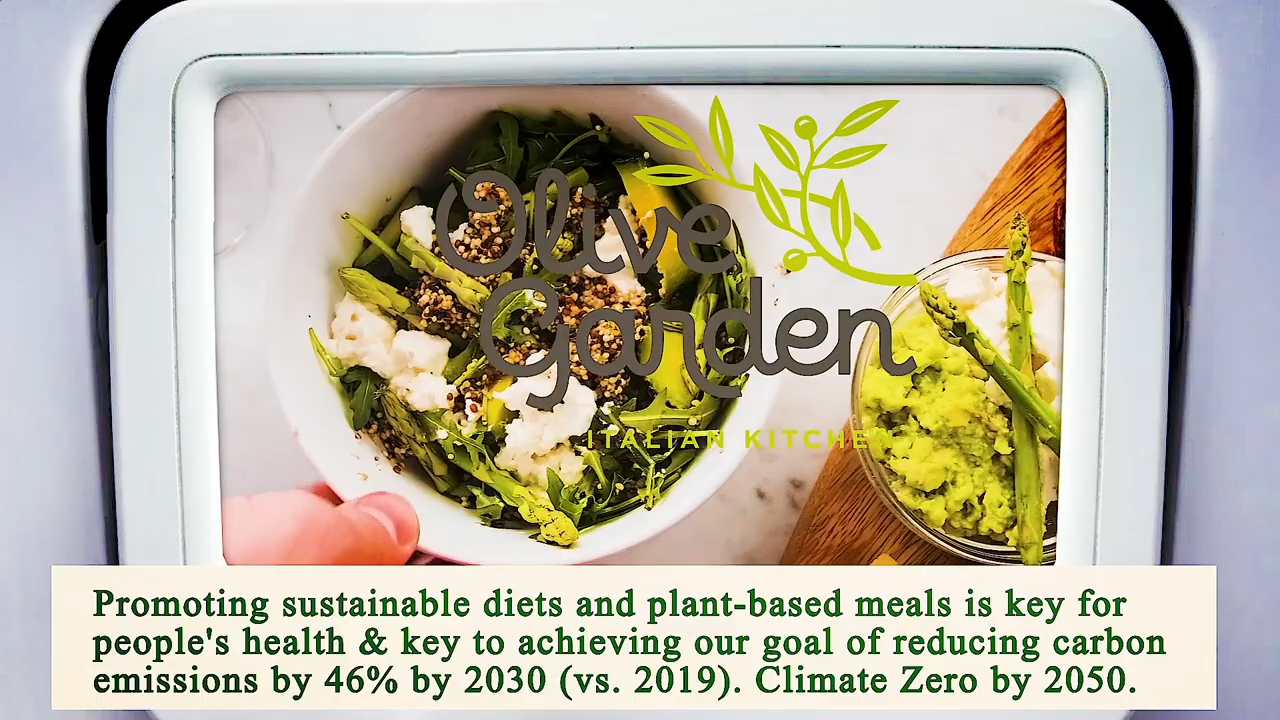 Olive
Garden
ITALIAN KITCHEN
Promoting sustainable diets and plant-based meals is key for
people's health & key to achieving our goal of reducing carbon
emissions by 46% by 2030 (vs. 2019). Climate Zero by 2050.